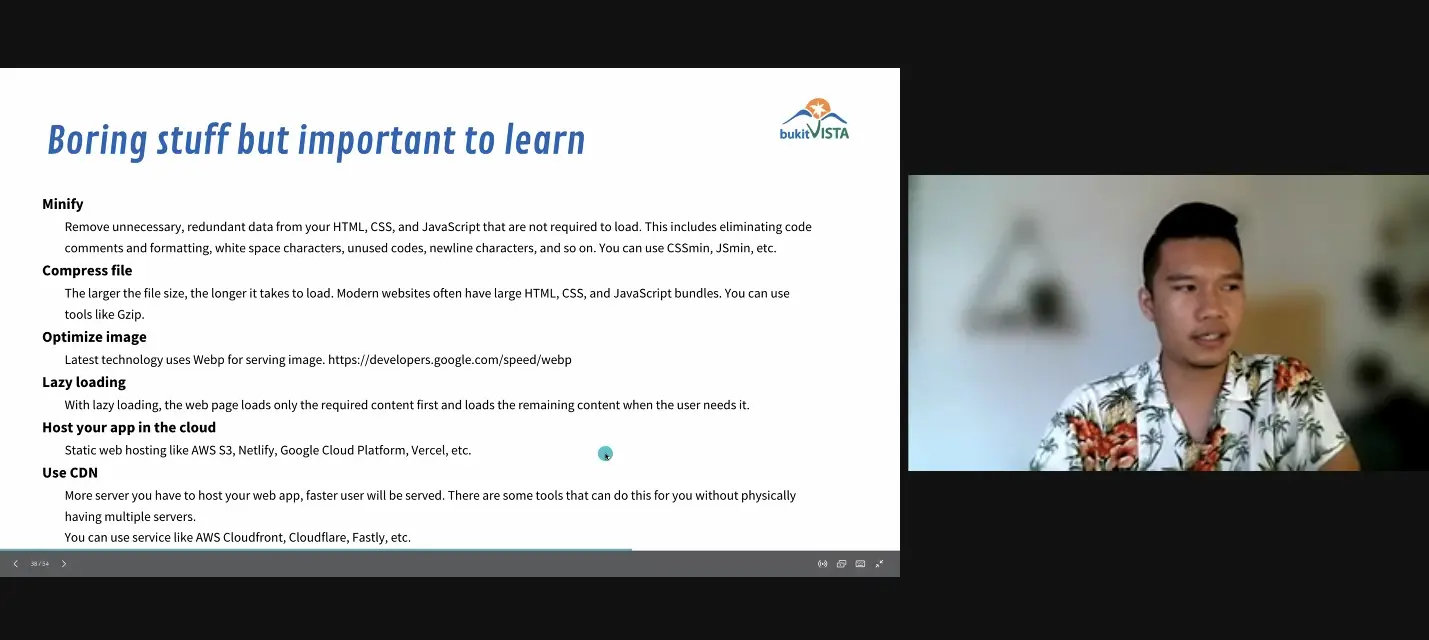 Boring stuff but important to learn
bukitVISTA
Minify
Remove unnecessary, redundant data from your HTML, CSS, and JavaScript that are not required to load. This includes eliminating code
comments and formatting, white space characters, unused codes, newline characters, and so on. You can use CSSmin, JSmin, etc.
Compress file
The larger the file size, the longer it takes to load. Modern websites often have large HTML, CSS, and JavaScript bundles. You can use
tools like Gzip.
Optimize image
Latest technology uses Webp for serving image. https://developers.google.com/speed/webp
Lazy loading
With lazy loading, the web page loads only the required content first and loads the remaining content when the user needs it.
Host your app in the cloud
Static web hosting like AWS S3, Netlify, Google Cloud Platform, Vercel, etc.
Use CDN
More server you have to host your web app, faster user will be served. There are some tools that can do this for you without physically
having multiple servers.
You can use service like AWS Cloudfront, Cloudflare, Fastly, etc.
38 / 54